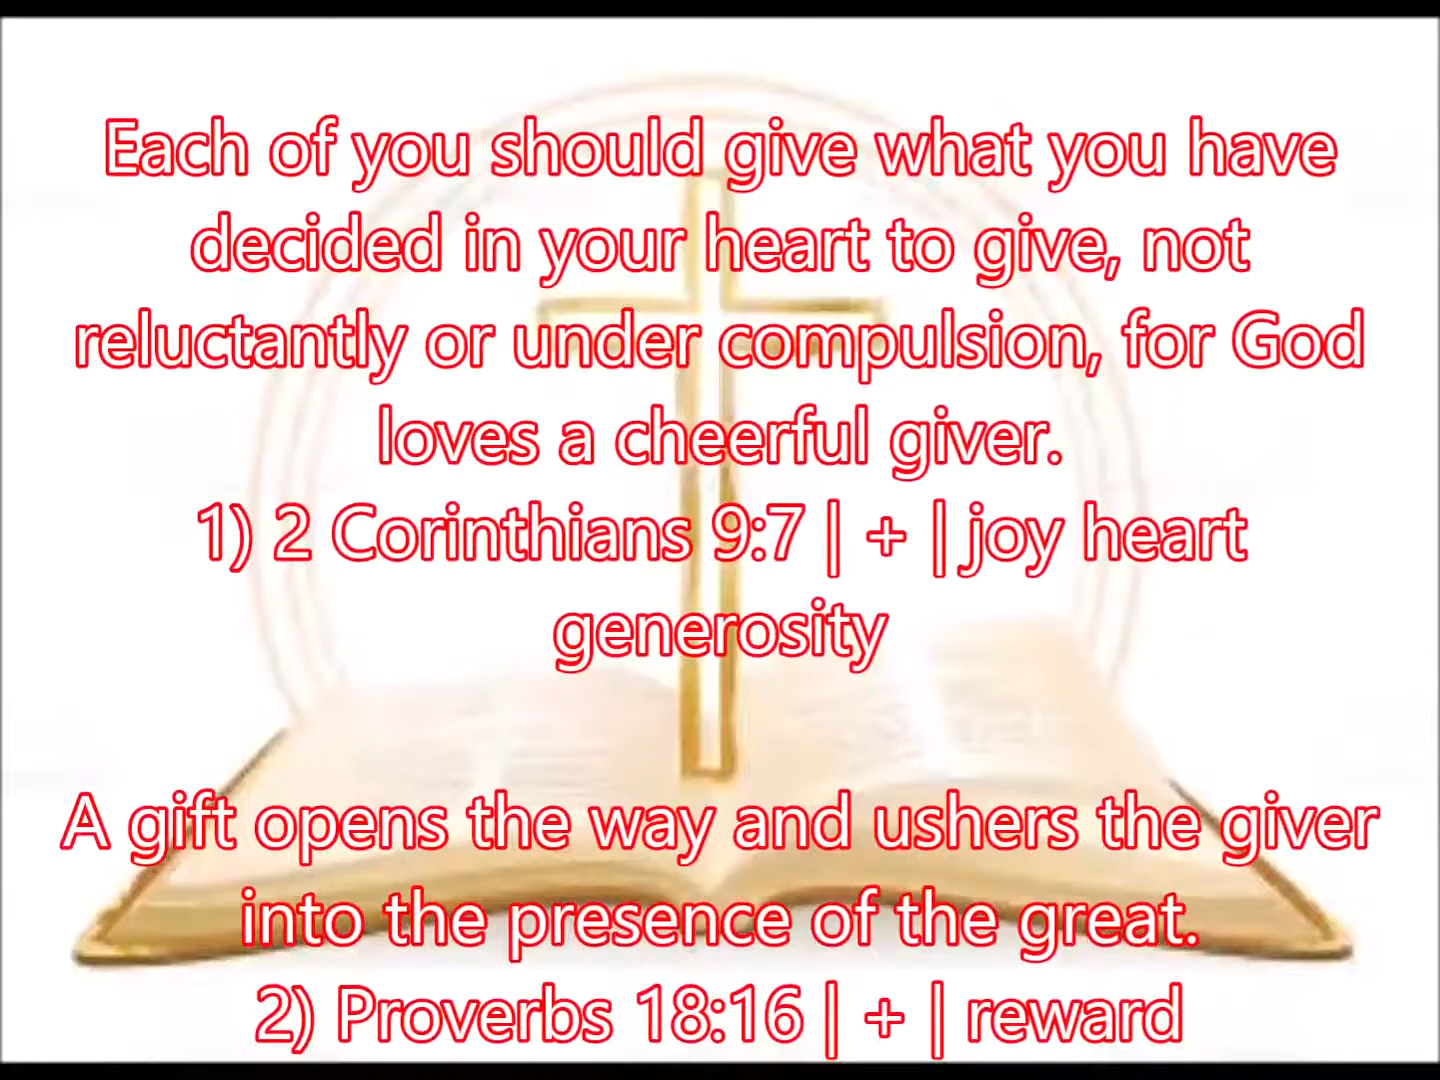 Each of you should give what you have
decided in your heart to give, not
reluctantly or under compulsion, for God
loves a cheerful giver.
1) 2 Corinthians 9:7 | + | joy heart
generosity
A gift opens the way and ushers the giver
into the presence of the great.
2) Proverbs 18:16 | + | reward